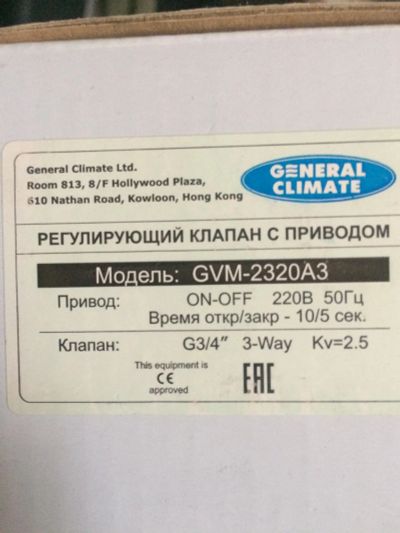 General Climate Ltd.
Room 813, 8/F Hollywood Plaza,
610 Nathan Road, Kowloon, Hong Kong
GENERAL
CLIMATE
РЕГУЛИРУЮЩИЙ КЛАПАН С ПРИВОДОМ
Модель: GVM-2320A3
Привод: ON-OFF 220В 50Гц
Время откр/закр - 10/5 сек.
Клапан: G3/4″ 3-Way Kv=2.5
This equipment is
CE
approved
EAC